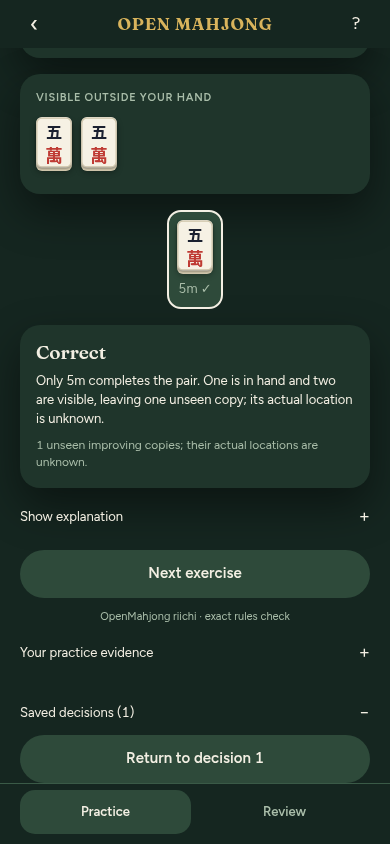 ‹
OPEN MAHJONG
?
VISIBLE OUTSIDE YOUR HAND
五 五
萬 萬
五
萬
5m ✓
Correct
Only 5m completes the pair. One is in hand and two
are visible, leaving one unseen copy; its actual location
is unknown.
1 unseen improving copies; their actual locations are
unknown.
Show explanation +
Next exercise
OpenMahjong riichi · exact rules check
Your practice evidence +
Saved decisions (1) −
Return to decision 1
Practice Review